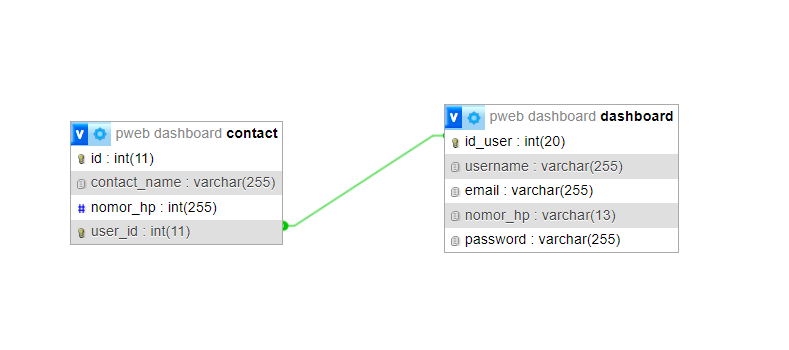 v pweb dashboard contact
id : int(11)
contact_name : varchar(255)
# nomor_hp : int(255)
user_id : int(11)
v pweb dashboard dashboard
id_user : int(20)
username : varchar(255)
email : varchar(255)
nomor_hp : varchar(13)
password : varchar(255)